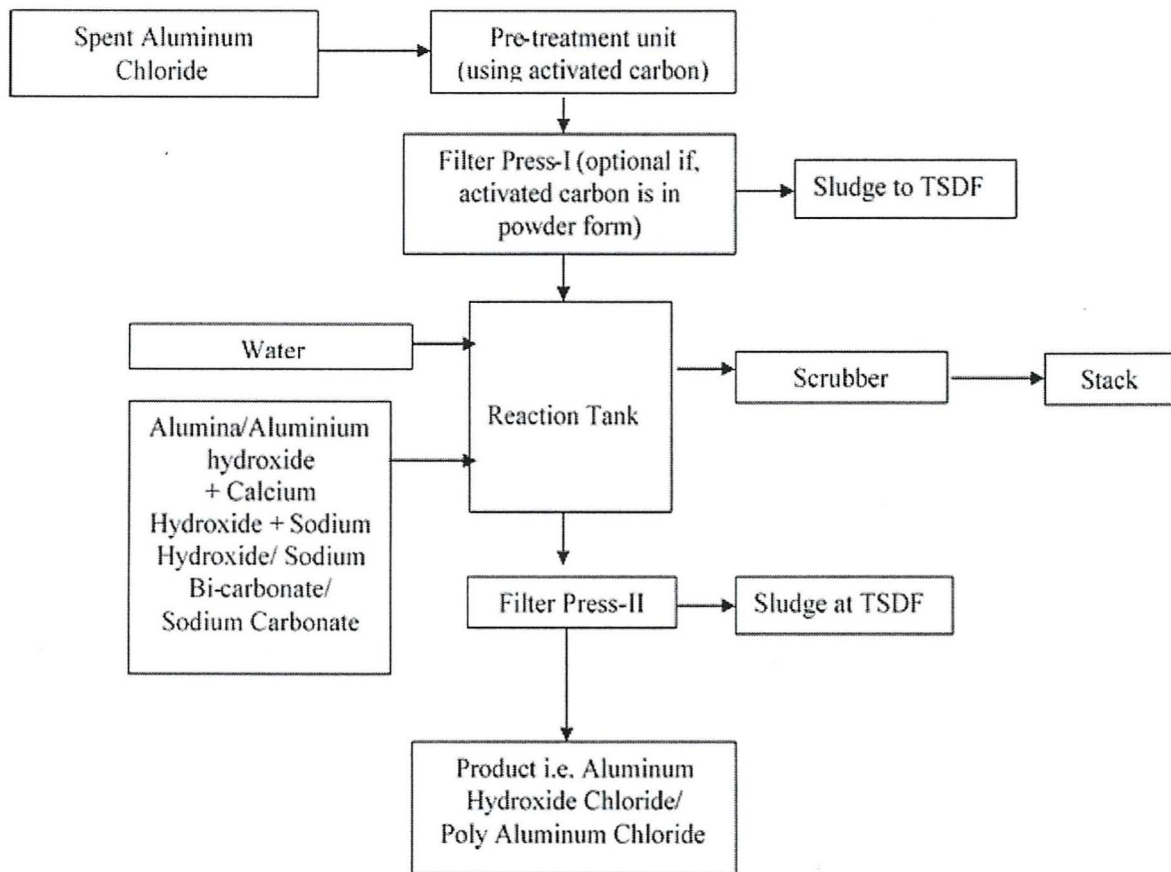 Spent Aluminum
Chloride
Pre-treatment unit
(using activated carbon)
Filter Press-I (optional if,
activated carbon is in
powder form)
Sludge to TSDF
Water
Reaction Tank
Scrubber
Stack
Alumina/Aluminium
hydroxide
+ Calcium
Hydroxide + Sodium
Hydroxide/ Sodium
Bi-carbonate/
Sodium Carbonate
Filter Press-II
Sludge at TSDF
Product i.e. Aluminum
Hydroxide Chloride/
Poly Aluminum Chloride